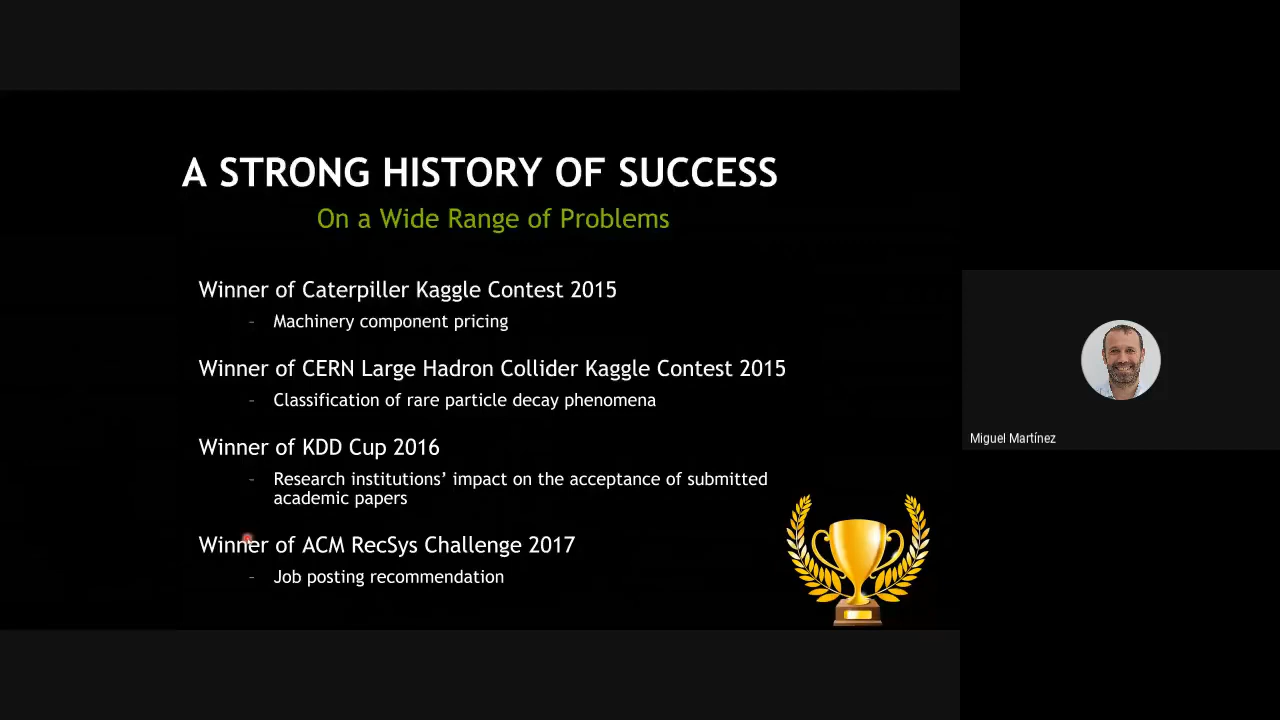 A STRONG HISTORY OF SUCCESS
On a Wide Range of Problems
Winner of Caterpiller Kaggle Contest 2015
- Machinery component pricing
Winner of CERN Large Hadron Collider Kaggle Contest 2015
- Classification of rare particle decay phenomena
Winner of KDD Cup 2016
- Research institutions’ impact on the acceptance of submitted
academic papers
Winner of ACM RecSys Challenge 2017
- Job posting recommendation
Miguel Martínez